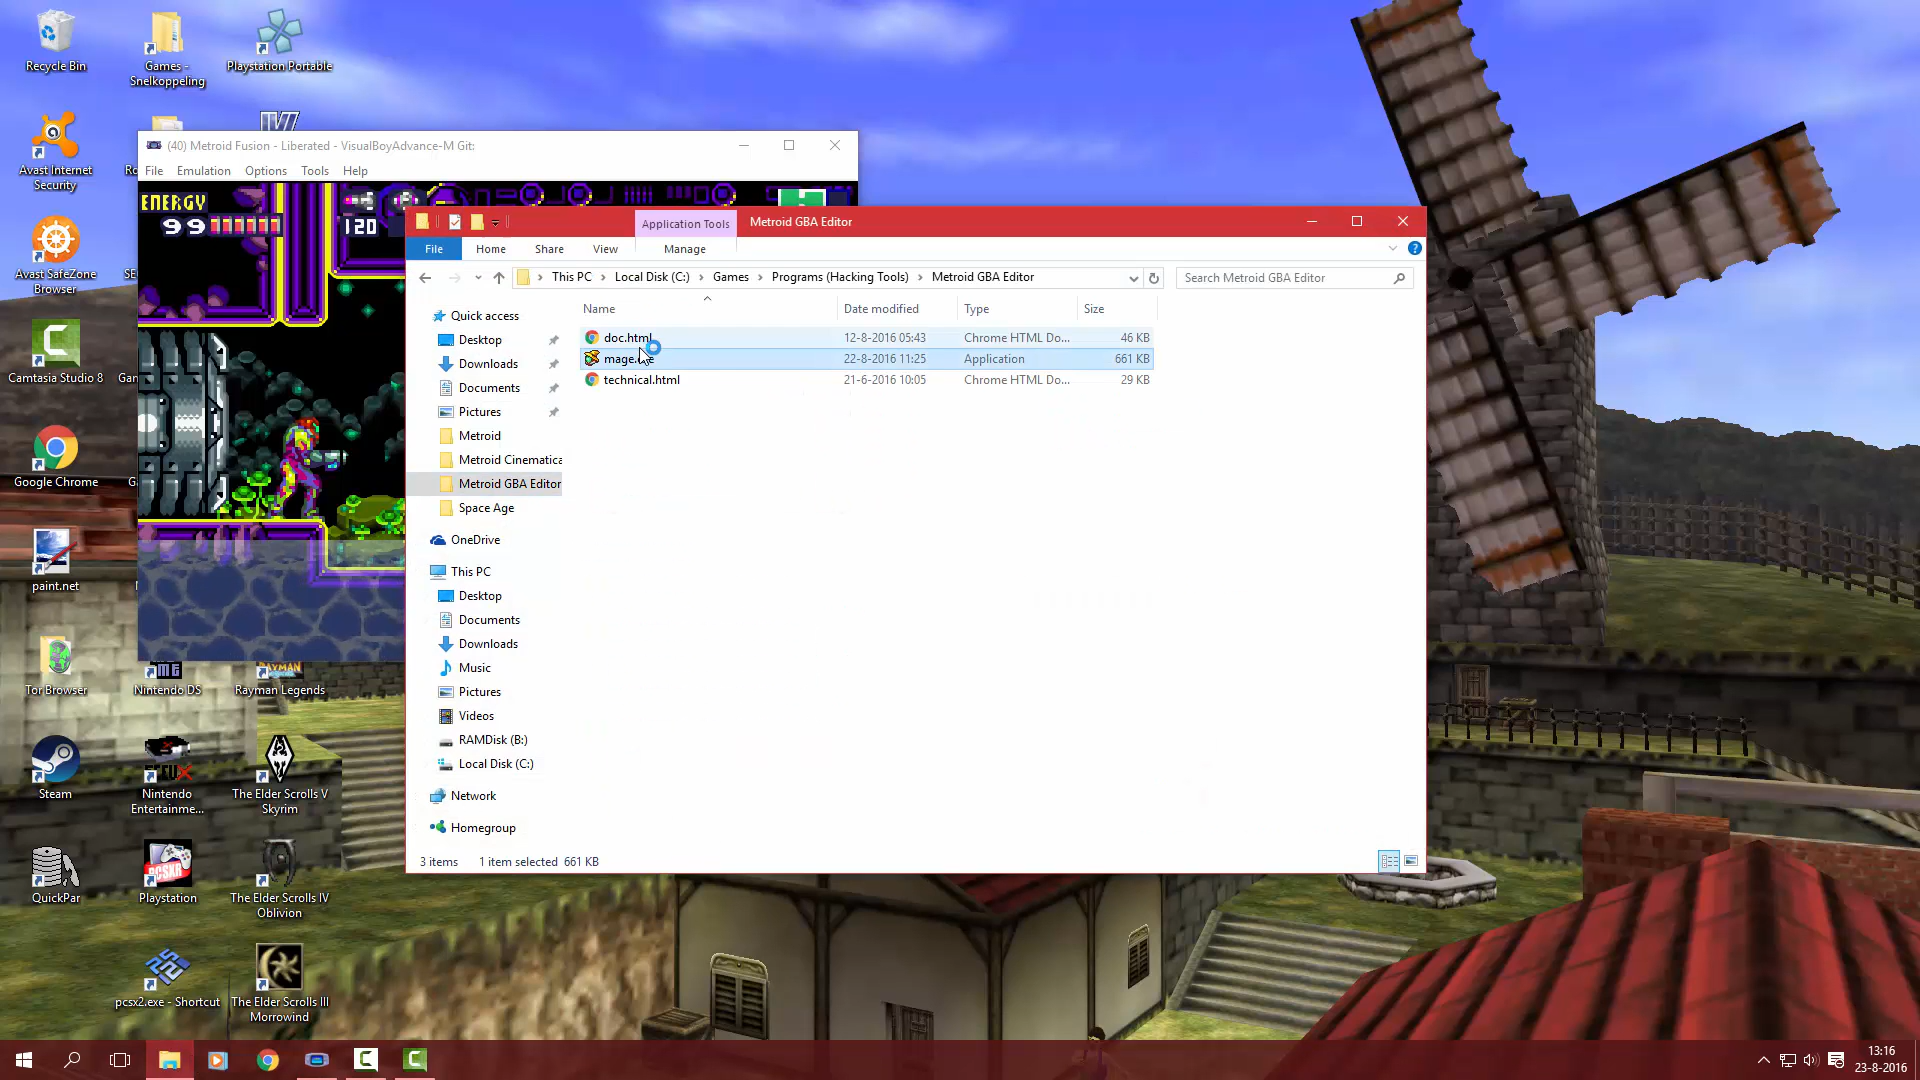 Recycle Bin
Games -
Snelkoppeling
Playstation Portable
Avast Internet
Security
Avast SafeZone
Browser
Camtasia Studio 8
Google Chrome
paint.net
Tor Browser
Nintendo DS
Rayman Legends
Steam
Nintendo
Entertainme...
The Elder Scrolls V
Skyrim
QuickPar
Playstation
The Elder Scrolls IV
Oblivion
pcsx2.exe - Shortcut
The Elder Scrolls III
Morrowind
(40) Metroid Fusion - Liberated - VisualBoyAdvance-M Git:
File Emulation Options Tools Help
ENERGY
99
120
Application Tools
Metroid GBA Editor
File Home Share View Manage
This PC > Local Disk (C:) > Games > Programs (Hacking Tools) > Metroid GBA Editor
Search Metroid GBA Editor
Name Date modified Type Size
doc.html 12-8-2016 05:43 Chrome HTML Do... 46 KB
22-8-2016 11:25 Application 661 KB
technical.html 21-6-2016 10:05 Chrome HTML Do... 29 KB
Quick access
Desktop
Downloads
Documents
Pictures
Metroid
Metroid Cinematica
Metroid GBA Editor
Space Age
OneDrive
This PC
Desktop
Documents
Downloads
Music
Pictures
Videos
RAMDisk (B:)
Local Disk (C:)
Network
Homegroup
3 items 1 item selected 661 KB
13:16
23-8-2016